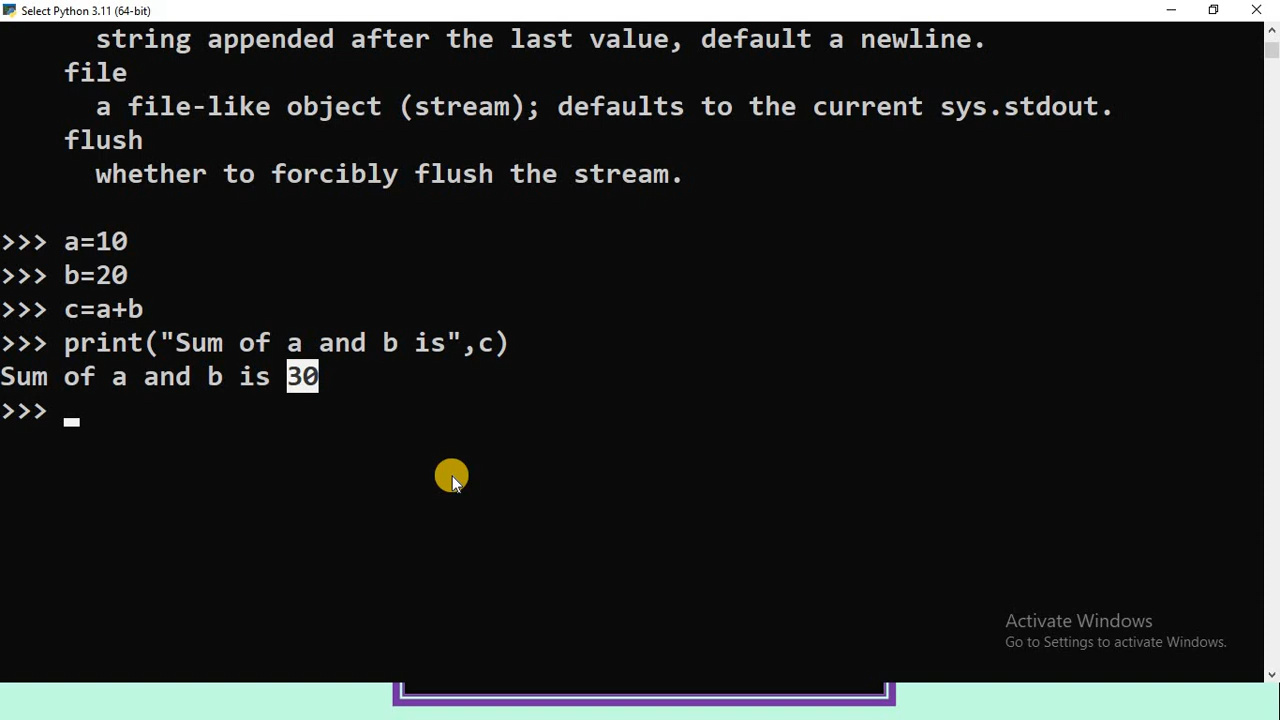 Select Python 3.11 (64-bit)
string appended after the last value, default a newline.
file
a file-like object (stream); defaults to the current sys.stdout.
flush
whether to forcibly flush the stream.
>>> a=10
>>> b=20
>>> c=a+b
>>> print("Sum of a and b is",c)
Sum of a and b is 30
>>>
Activate Windows
Go to Settings to activate Windows.